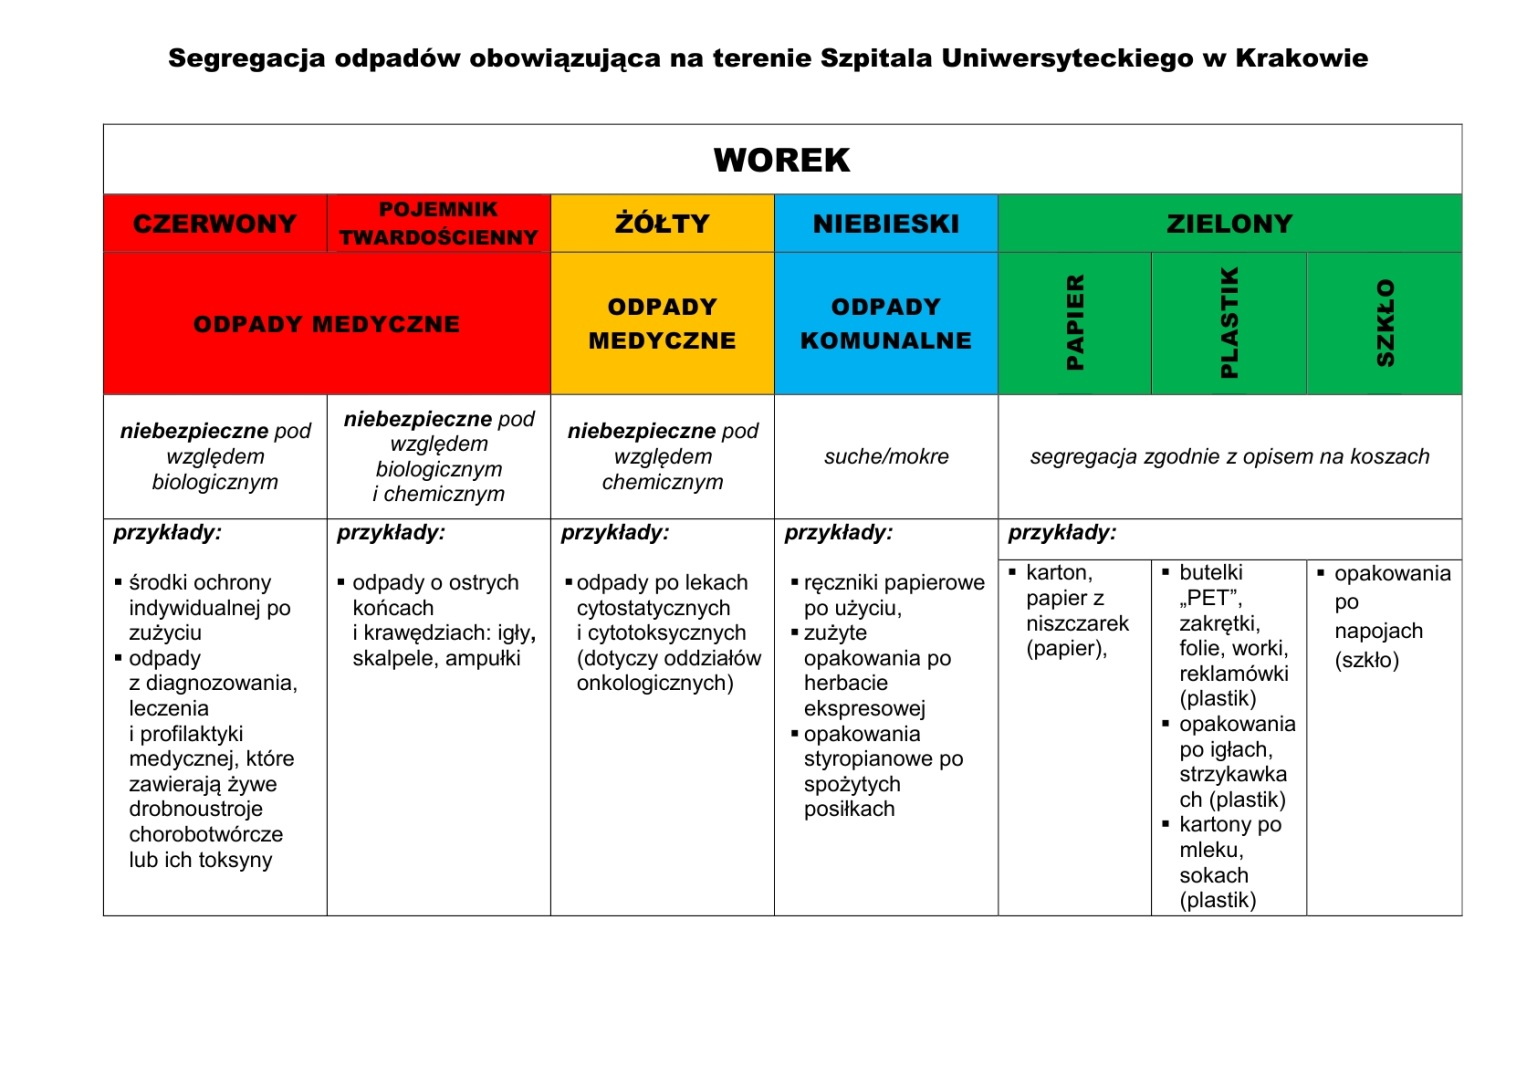 Segregacja odpadów obowiązująca na terenie Szpitala Uniwersyteckiego w Krakowie
WOREK
CZERWONY
POJEMNIK
TWARDOŚCIENNY
ŻÓŁTY
NIEBIESKI
ZIELONY
ODPADY MEDYCZNE
ODPADY
MEDYCZNE
ODPADY
KOMUNALNE
PAPIER
PLASTIK
SZKŁO
niebezpieczne pod
względem
biologicznym
niebezpieczne pod
względem
biologicznym
i chemicznym
niebezpieczne pod
względem
chemicznym
suche/mokre
segregacja zgodnie z opisem na koszach
przykłady:
▪ środki ochrony
indywidualnej po
zużyciu
▪ odpady
z diagnozowania,
leczenia
i profilaktyki
medycznej, które
zawierają żywe
drobnoustroje
chorobotwórcze
lub ich toksyny
przykłady:
▪ odpady o ostrych
końcach
i krawędziach: igły,
skalpele, ampułki
przykłady:
▪ odpady po lekach
cytostatycznych
i cytotoksycznych
(dotyczy oddziałów
onkologicznych)
przykłady:
▪ ręczniki papierowe
po użyciu,
▪ zużyte
opakowania po
herbacie
ekspresowej
▪ opakowania
styropianowe po
spożytych
posiłkach
przykłady:
▪ karton,
papier z
niszczarek
(papier),
▪ butelki
„PET”,
zakrętki,
folie, worki,
reklamówki
(plastik)
▪ opakowania
po igłach,
strzykawka
ch (plastik)
▪ kartony po
mleku,
sokach
(plastik)
▪ opakowania
po
napojach
(szkło)